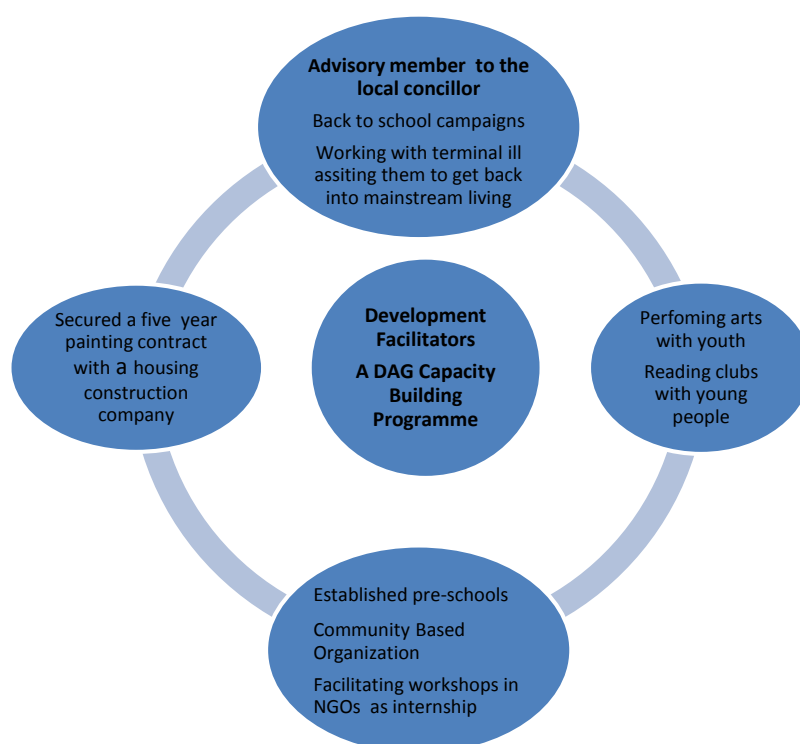 Advisory member  to the
local concillor
Back to school campaigns
Working with terminal ill
assiting them to get back
into mainstream living
Secured a five  year
painting contract
with a housing
construction
company
Development
Facilitators
A DAG Capacity
Building
Programme
Perfoming arts
with youth
Reading clubs
with young
people
Established pre-schools
Community Based
Organization
Facilitating workshops in
NGOs  as internship